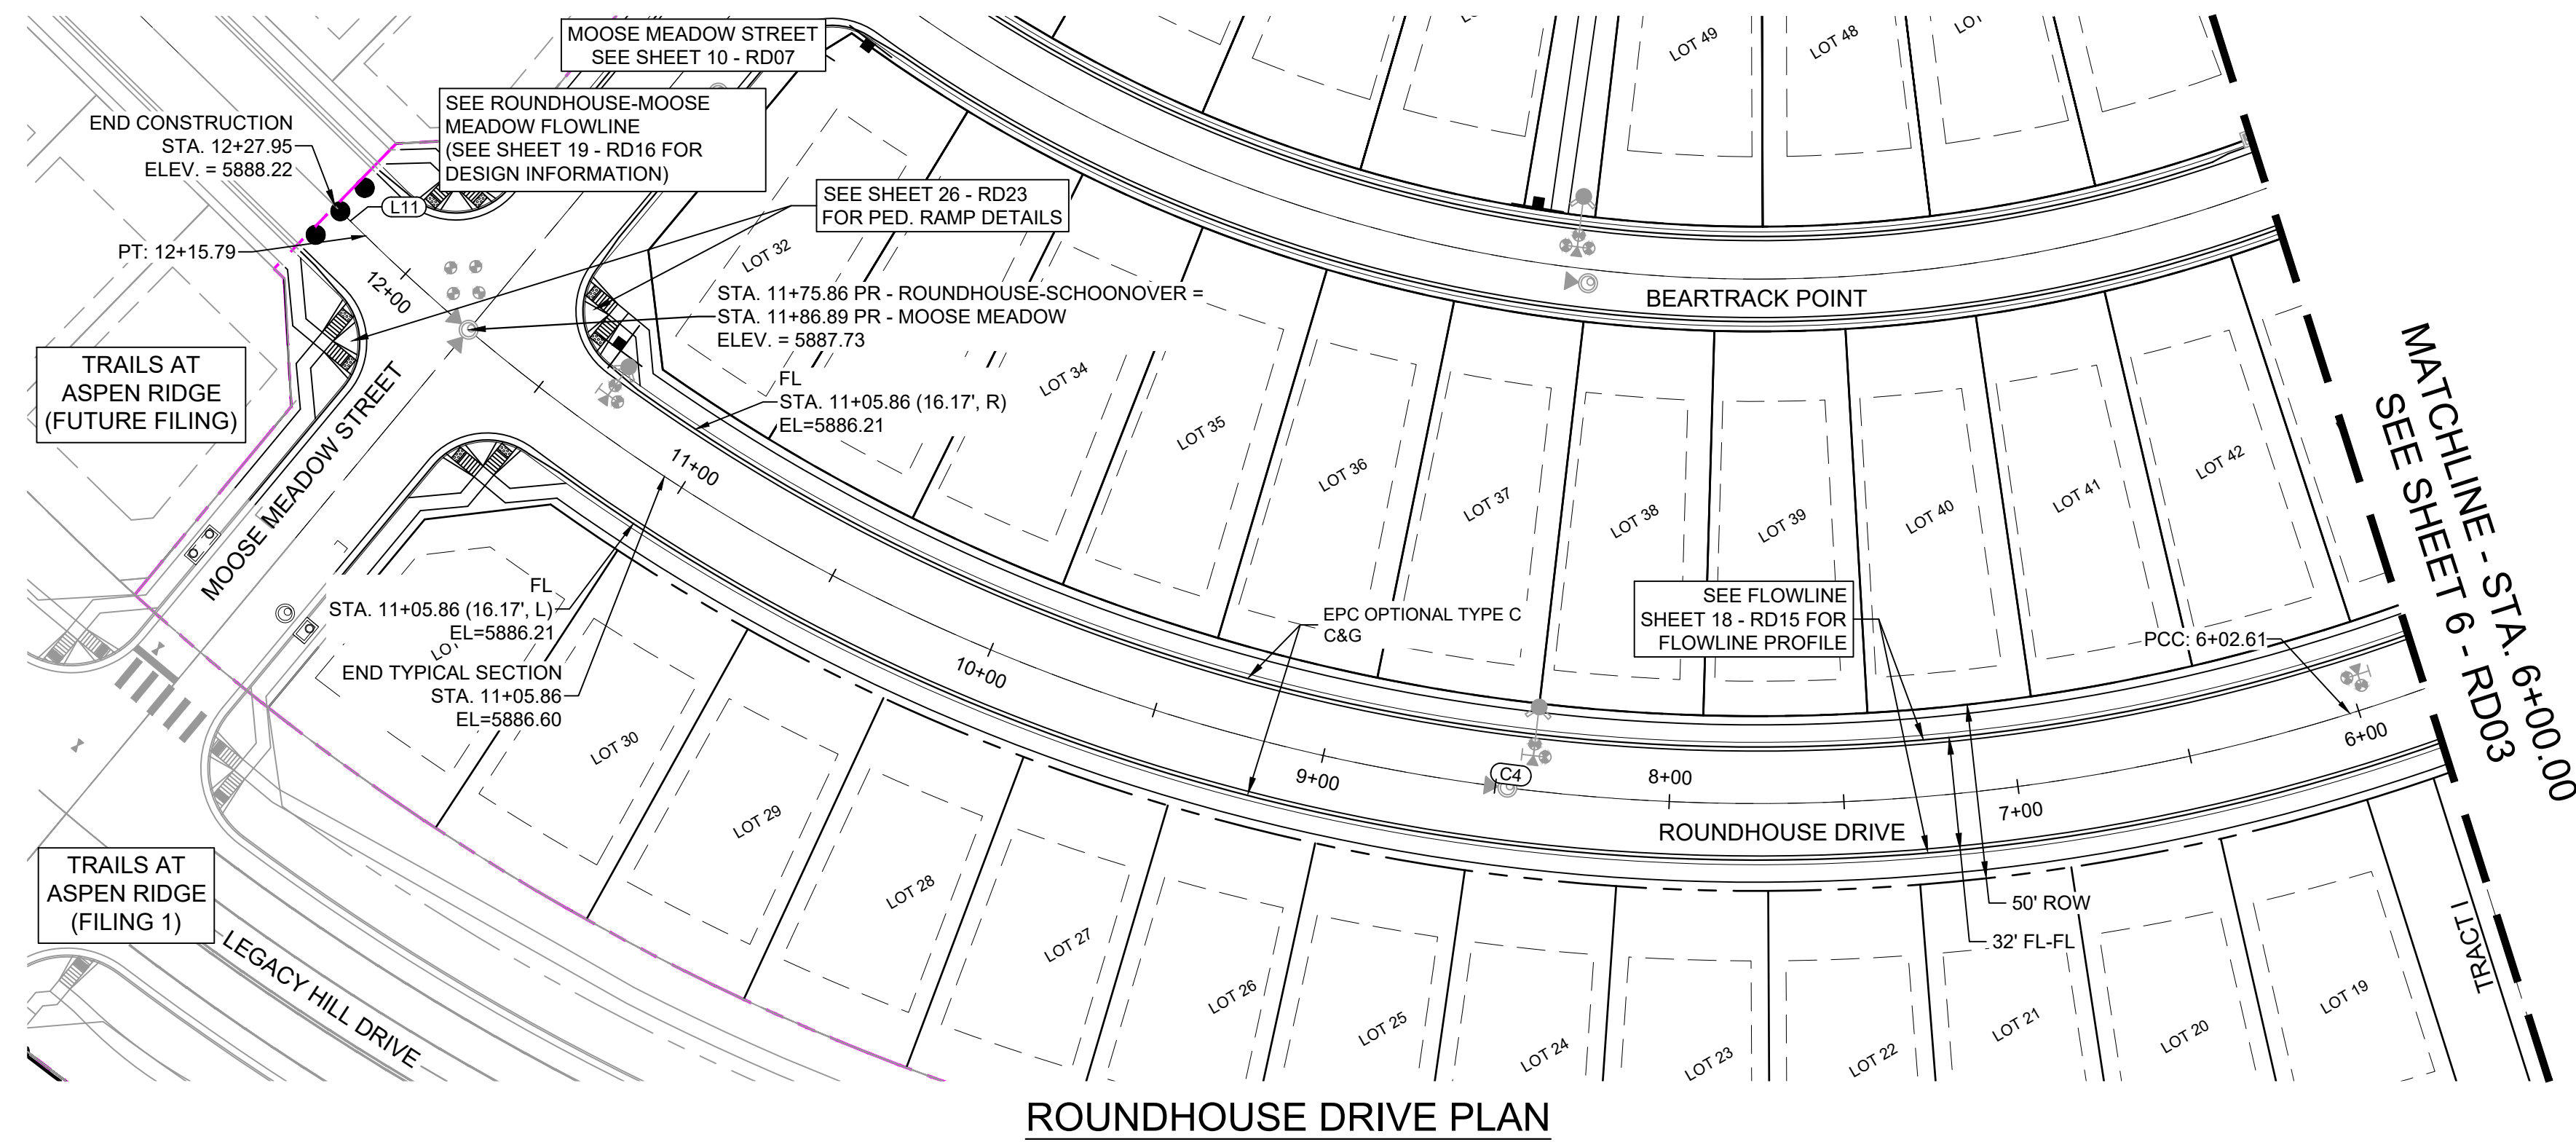 MOOSE MEADOW STREET
SEE SHEET 10 - RD07
SEE ROUNDHOUSE-MOOSE
MEADOW FLOWLINE
(SEE SHEET 19 - RD16 FOR
DESIGN INFORMATION)
END CONSTRUCTION
STA. 12+27.95
ELEV. = 5888.22
L11
PT: 12+15.79
12+00
SEE SHEET 26 - RD23
FOR PED. RAMP DETAILS
LOT 49
LOT 48
LOT 32
STA. 11+75.86 PR - ROUNDHOUSE-SCHOONOVER =
STA. 11+86.89 PR - MOOSE MEADOW
ELEV. = 5887.73
BEARTRACK POINT
TRAILS AT
ASPEN RIDGE
(FUTURE FILING)
MOOSE MEADOW STREET
FL
STA. 11+05.86 (16.17', R)
EL=5886.21
LOT 34
LOT 35
LOT 36
LOT 37
LOT 38
LOT 39
LOT 40
LOT 41
LOT 42
MATCHLINE - STA. 6+00.00
SEE SHEET 6 - RD03
11+00
FL
STA. 11+05.86 (16.17', L)
EL=5886.21
END TYPICAL SECTION
STA. 11+05.86
EL=5886.60
EPC OPTIONAL TYPE C
C&G
SEE FLOWLINE
SHEET 18 - RD15 FOR
FLOWLINE PROFILE
PCC: 6+02.61
10+00
9+00
C4
8+00
7+00
6+00
ROUNDHOUSE DRIVE
50' ROW
32' FL-FL
LOT 30
LOT 29
LOT 28
LOT 27
LOT 26
LOT 25
LOT 24
LOT 23
LOT 22
LOT 21
LOT 20
LOT 19
TRACT I
TRAILS AT
ASPEN RIDGE
(FILING 1)
LEGACY HILL DRIVE
ROUNDHOUSE DRIVE PLAN